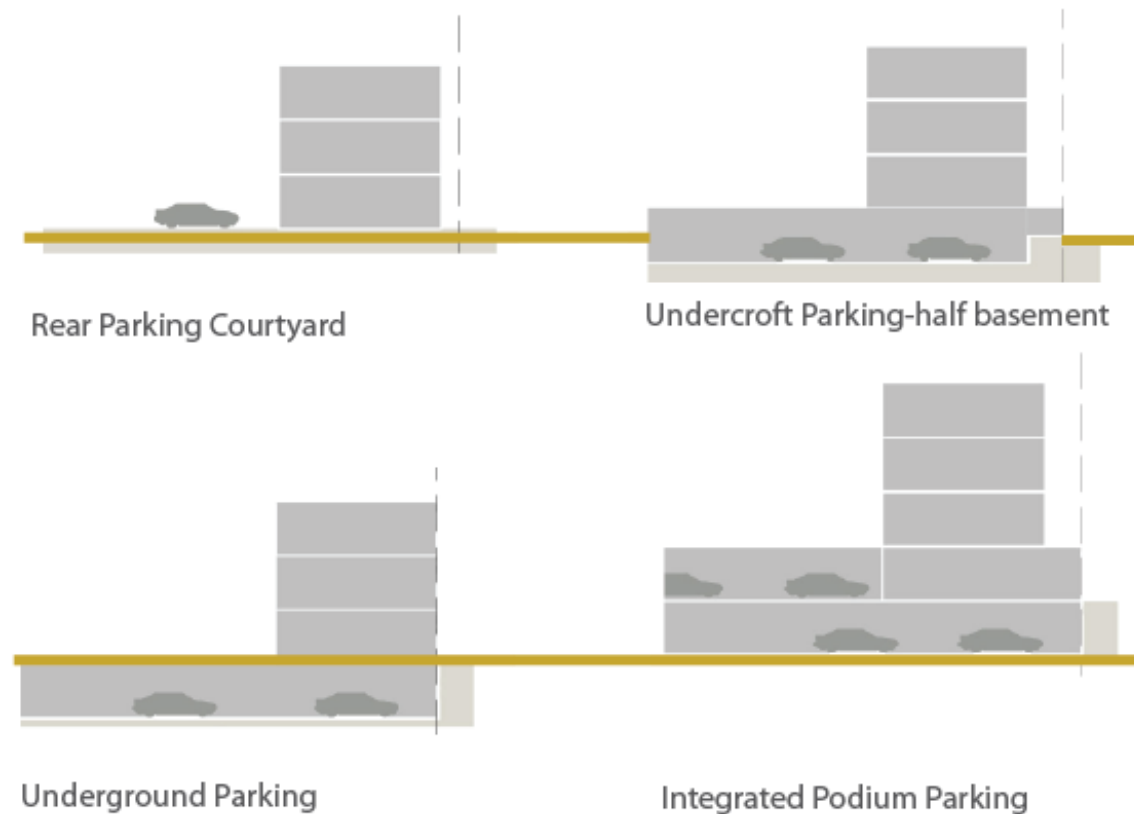 Rear Parking Courtyard
Undercroft Parking-half basement
Underground Parking
Integrated Podium Parking